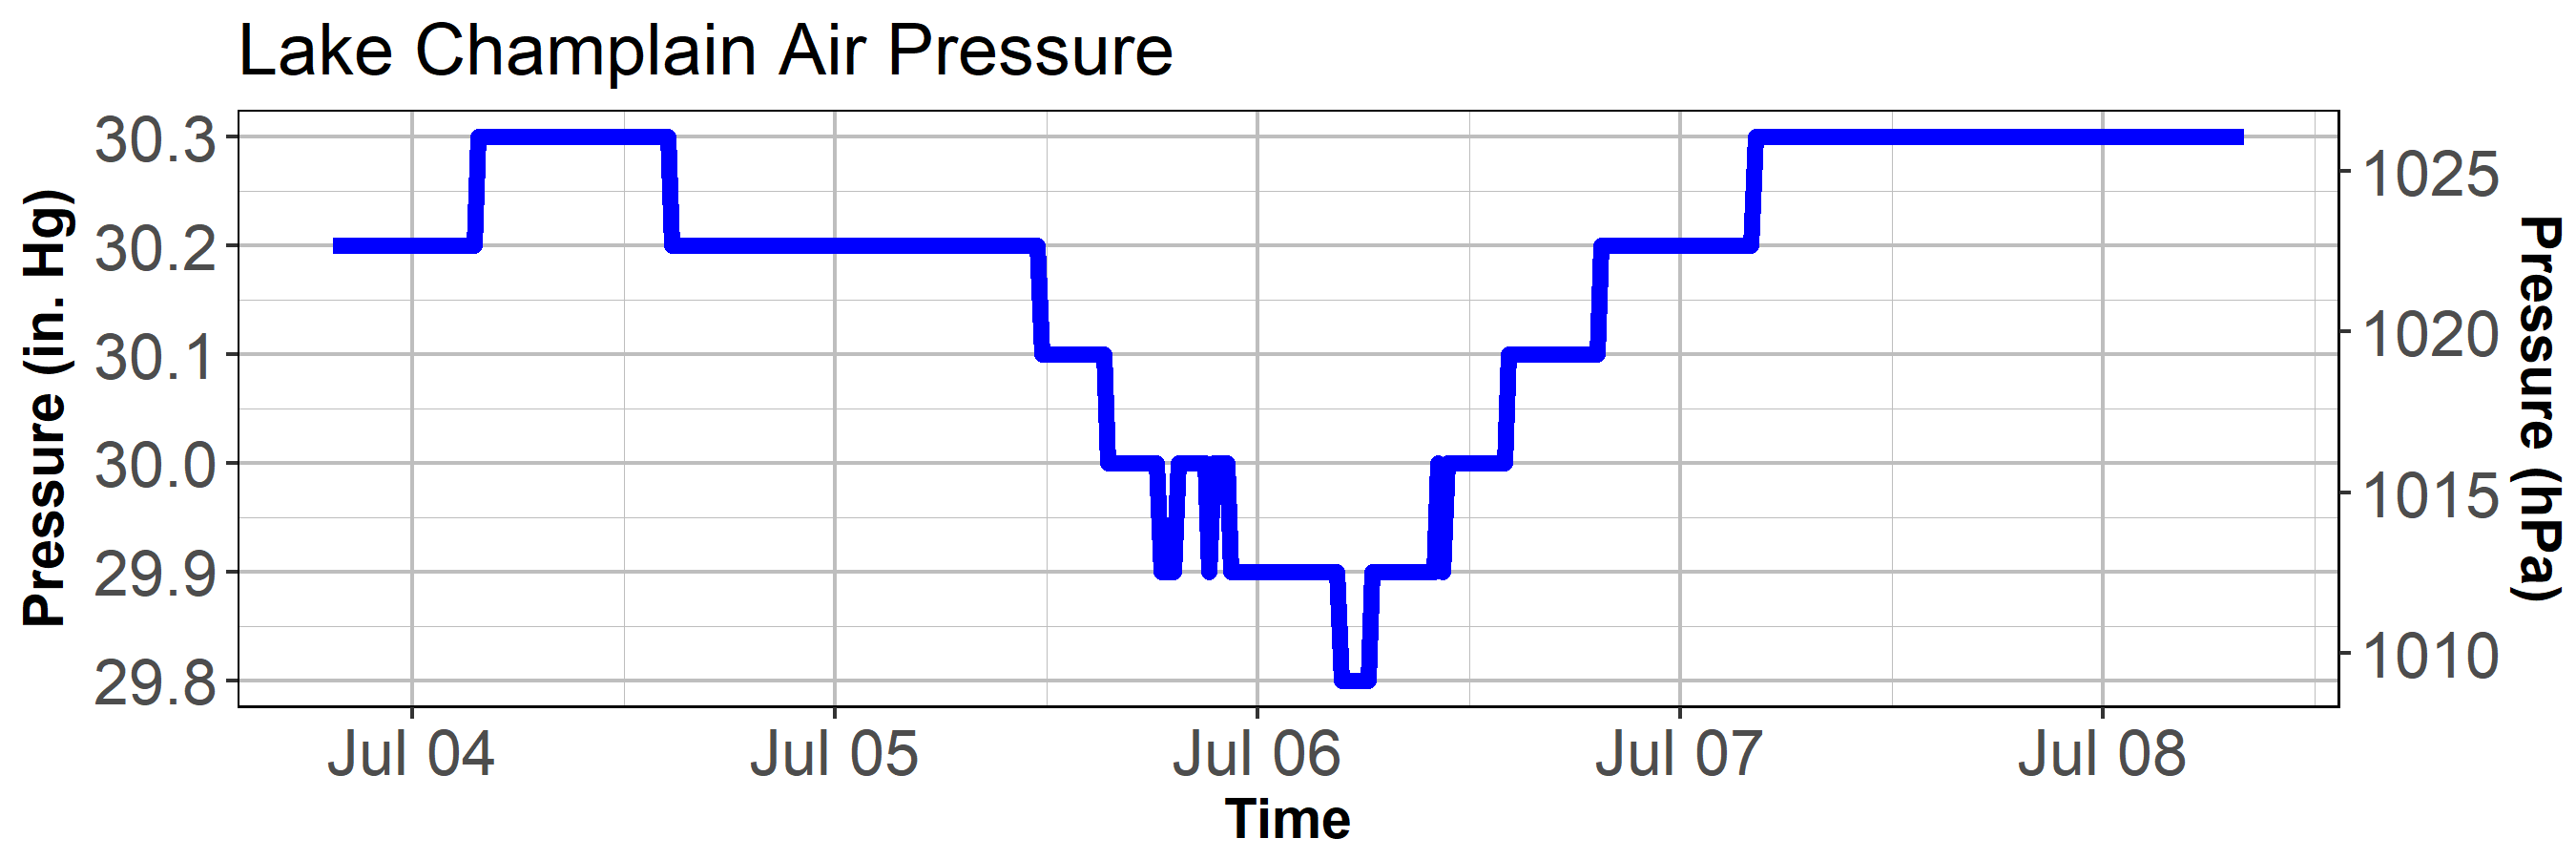 Lake Champlain Air Pressure
Pressure (in. Hg)
30.3
30.2
30.1
30.0
29.9
29.8
1025
1020
1015
1010
Pressure (hPa)
Jul 04 Jul 05 Jul 06 Jul 07 Jul 08
Time